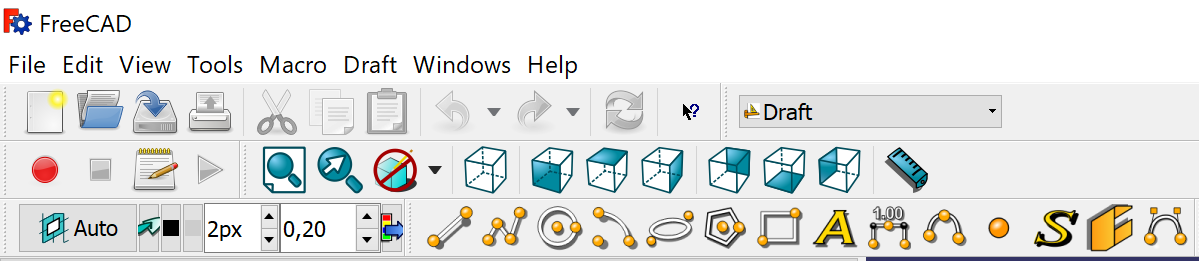 FreeCAD
File Edit View Tools Macro Draft Windows Help
? Draft
Auto 2px 0,20 A 1.00 S